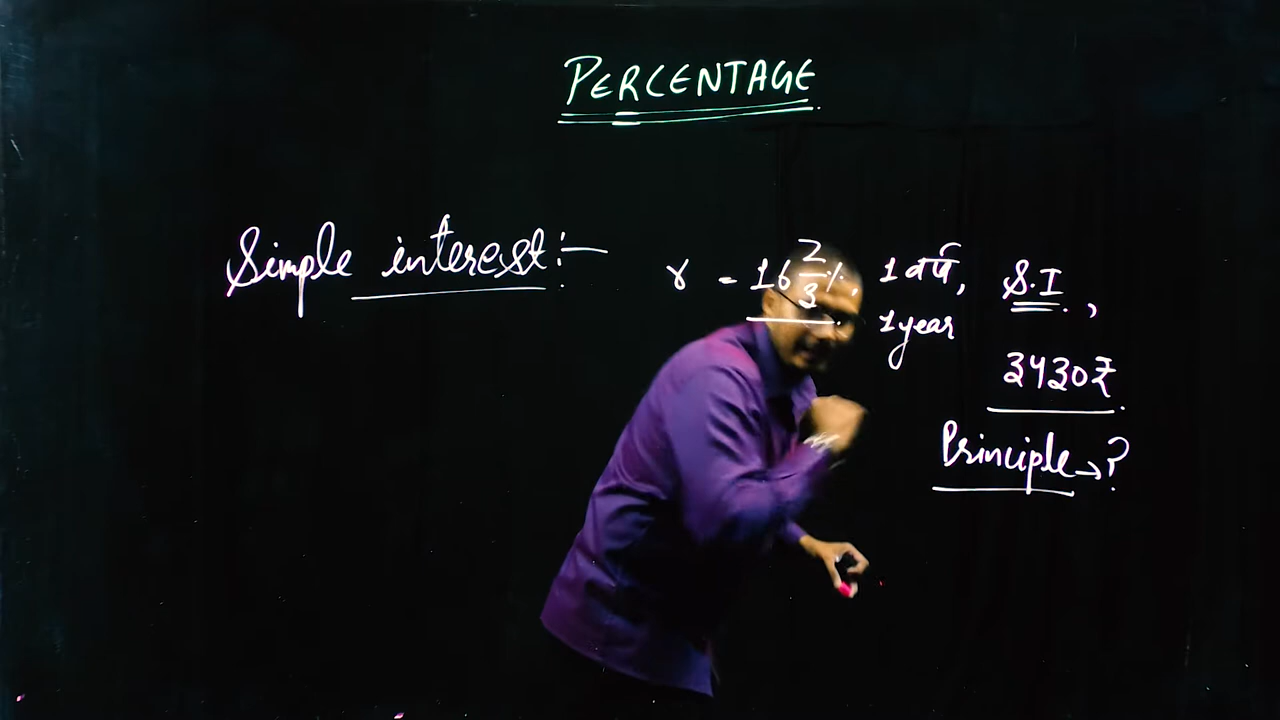 PERCENTAGE
Simple interest:- r = 16 2/3 %, 1 वर्ष, S.I,
1 year
3430₹
Principle → ?